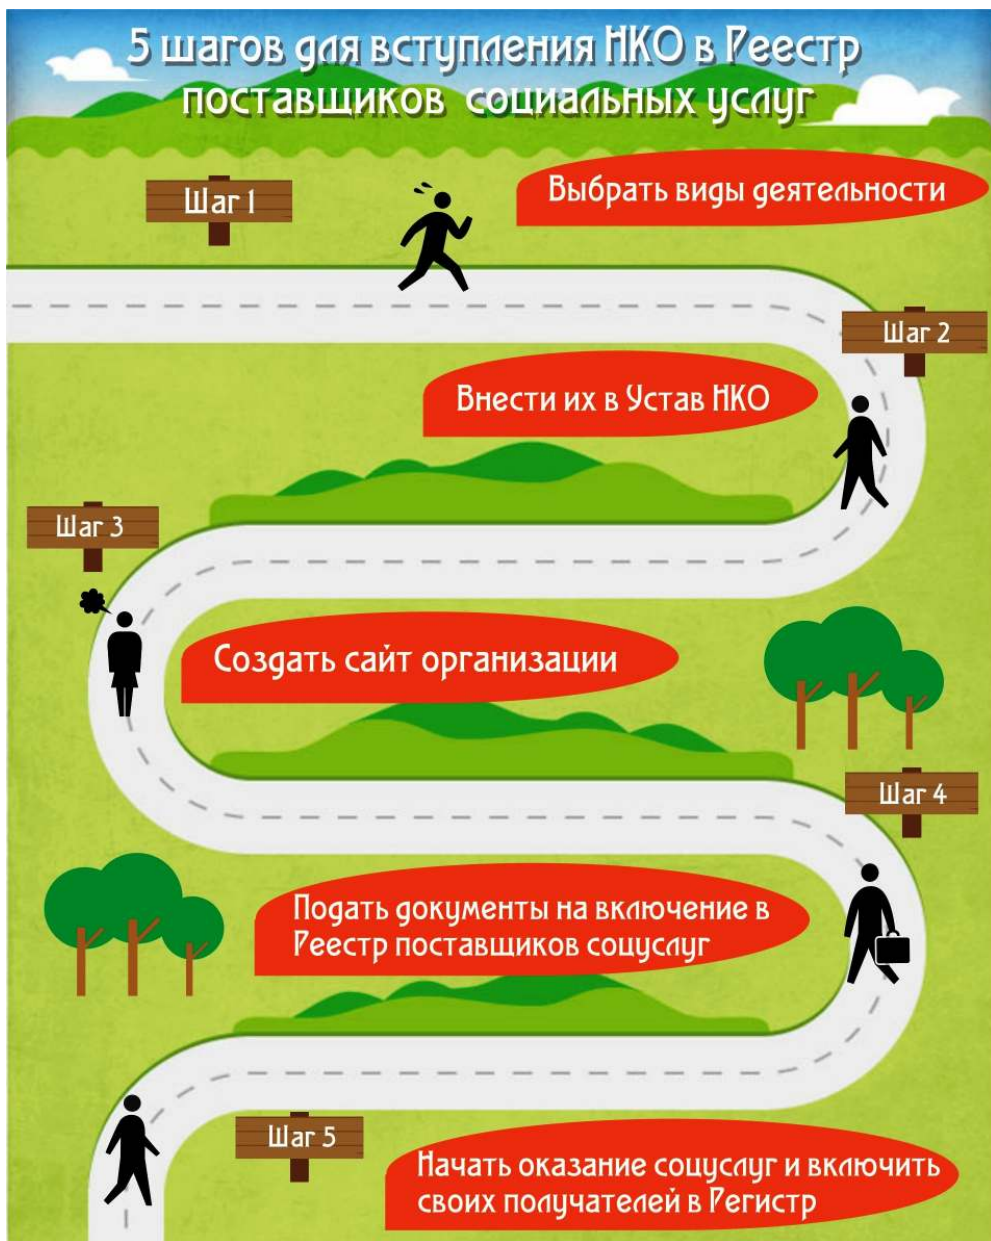 5 шагов для вступления НКО в Реестр
поставщиков социальных услуг
Шаг 1
Выбрать виды деятельности
Шаг 2
Внести их в Устав НКО
Шаг 3
Создать сайт организации
Шаг 4
Подать документы на включение в
Реестр поставщиков соцуслуг
Шаг 5
Начать оказание соцуслуг и включить
своих получателей в Регистр